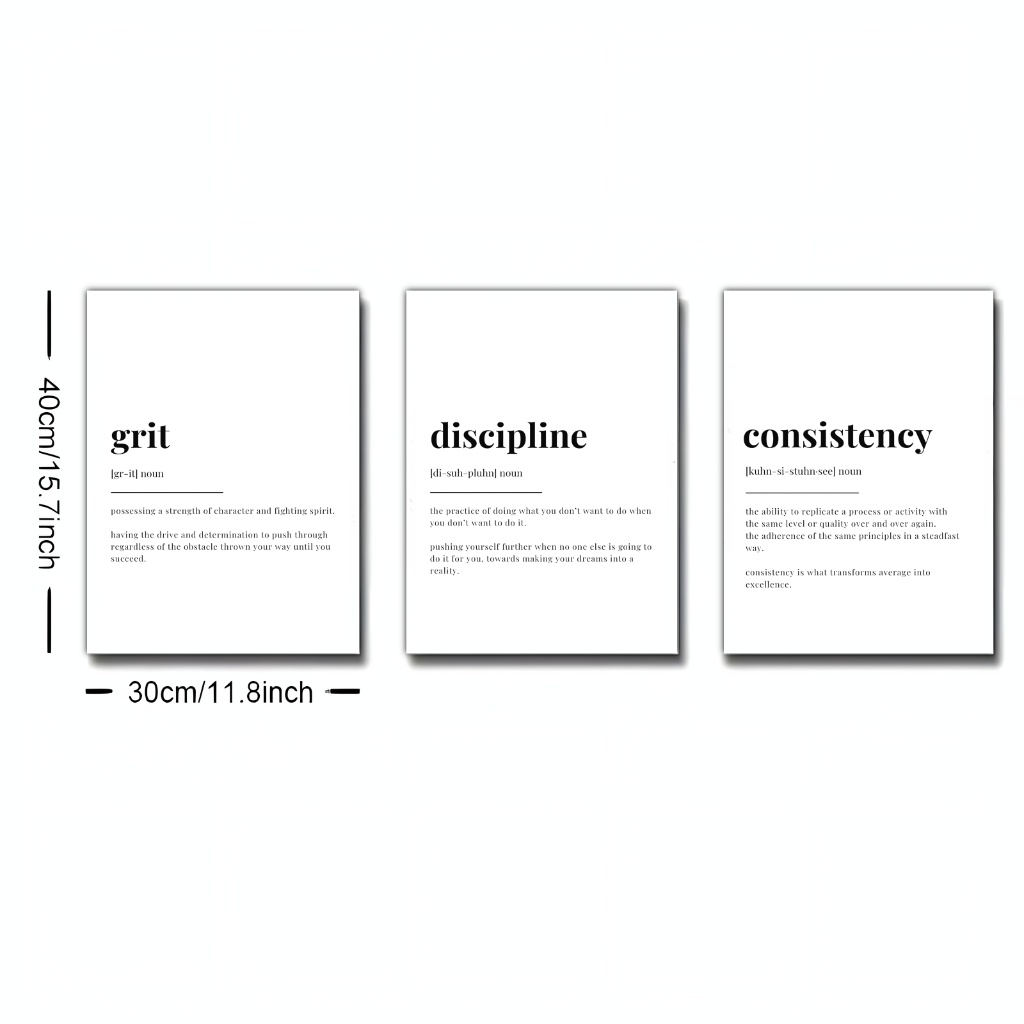 40cm/15.7inch
grit
[gr-it] noun
possessing a strength of character and fighting spirit.
having the drive and determination to push through
regardless of the obstacle thrown your way until you
succeed.
discipline
[di-suh-pluhn] noun
the practice of doing what you don't want to do when
you don't want to do it.
pushing yourself further when no one else is going to
do it for you, towards making your dreams into a
reality.
consistency
[kuhn-si-stuhn·see] noun
the ability to replicate a process or activity with
the same level or quality over and over again.
the adherence of the same principles in a steadfast
way.
consistency is what transforms average into
excellence.
30cm/11.8inch